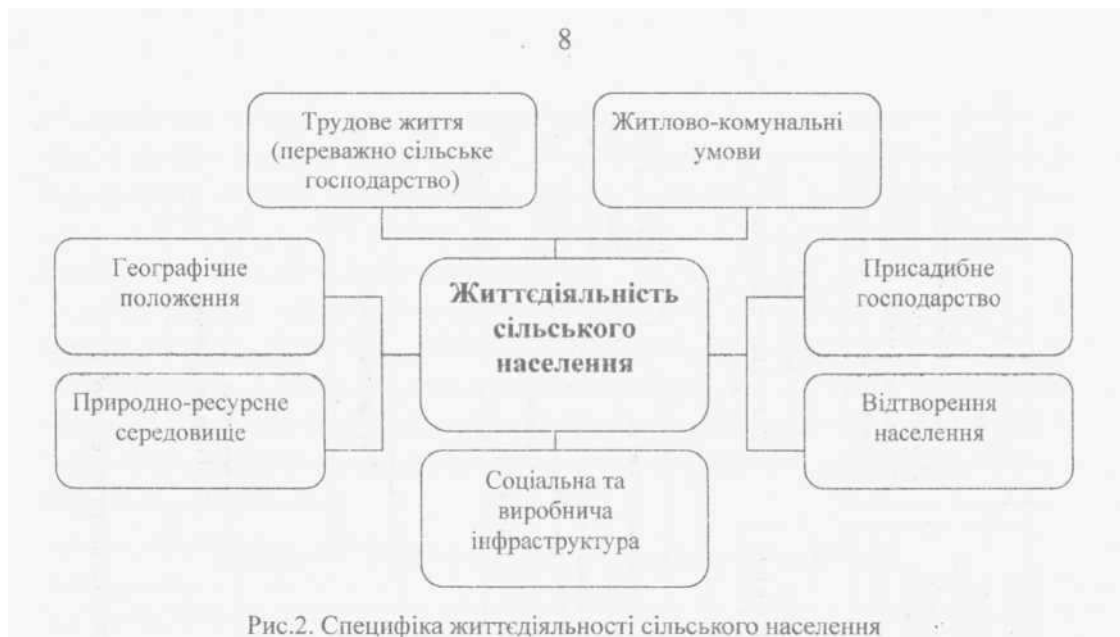 8
Трудове життя
(переважно сільське
господарство)
Житлово-комунальні
умови
Географічне
положення
Життєдіяльність
сільського
населення
Присадибне
господарство
Природно-ресурсне
середовище
Відтворення
населення
Соціальна та
виробнича
інфраструктура
Рис.2. Специфіка життєдіяльності сільського населення